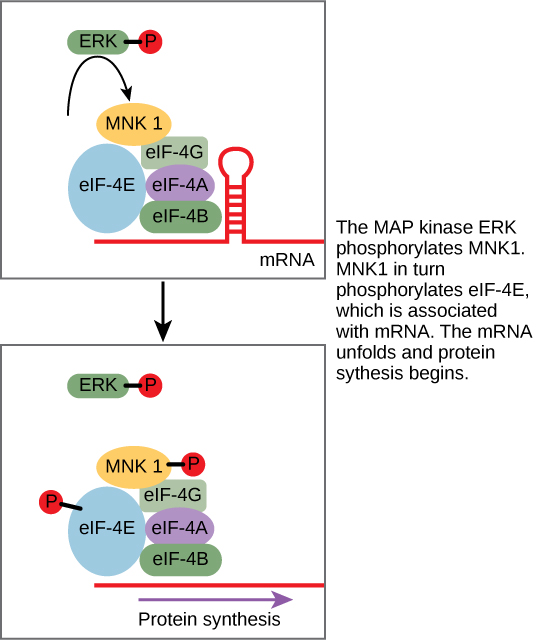 ERK P
MNK 1
eIF-4G
eIF-4E eIF-4A
eIF-4B
mRNA
The MAP kinase ERK
phosphorylates MNK1.
MNK1 in turn
phosphorylates eIF-4E,
which is associated
with mRNA. The mRNA
unfolds and protein
sythesis begins.
ERK P
MNK 1 P
P
eIF-4G
eIF-4E eIF-4A
eIF-4B
Protein synthesis